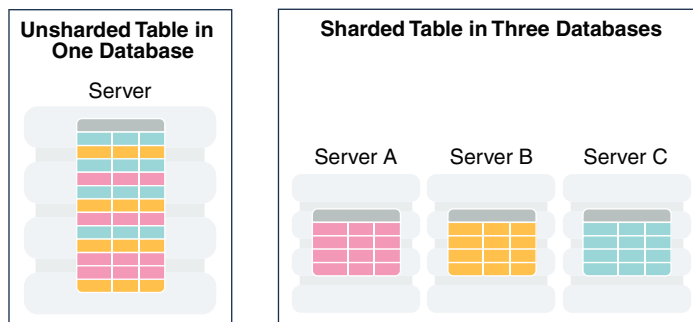 Unsharded Table in
One Database
Server
Sharded Table in Three Databases
Server A
Server B
Server C